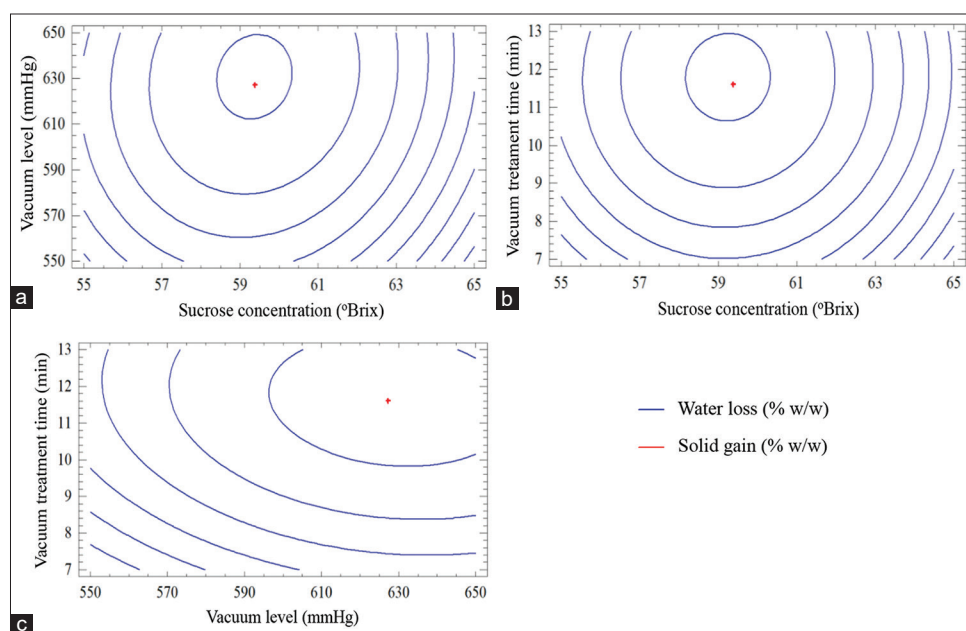 a
Vacuum level (mmHg)
650
630
610
590
570
550
55 57 59 61 63 65
Sucrose concentration (ºBrix)
b
Vacuum tretament time (min)
13
12
11
10
9
8
7
55 57 59 61 63 65
Sucrose concentration (ºBrix)
c
Vacuum treatment time (min)
13
12
11
10
9
8
7
550 570 590 610 630 650
Vacuum level (mmHg)
Water loss (% w/w)
Solid gain (% w/w)